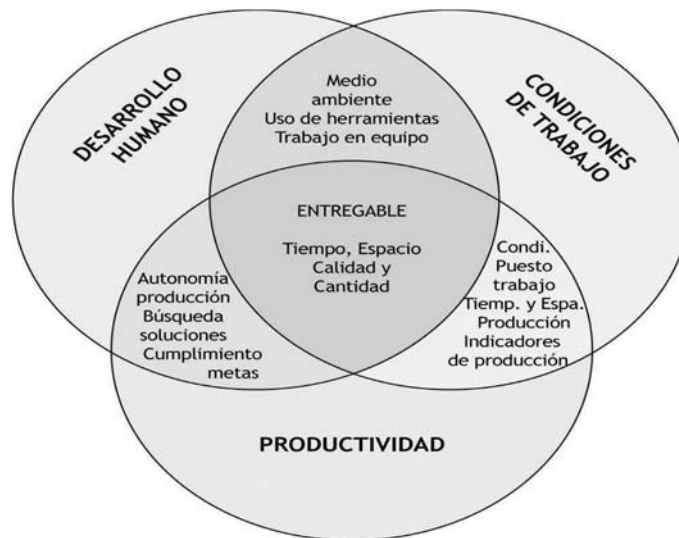 DESARROLLO
HUMANO
Medio
ambiente
Uso de herramientas
Trabajo en equipo
CONDICIONES
DE TRABAJO
ENTREGABLE
Tiempo, Espacio
Calidad y
Cantidad
Autonomía
producción
Búsqueda
soluciones
Cumplimiento
metas
Condi.
Puesto
trabajo
Tiemp. y Espa.
Producción
Indicadores
de producción
PRODUCTIVIDAD